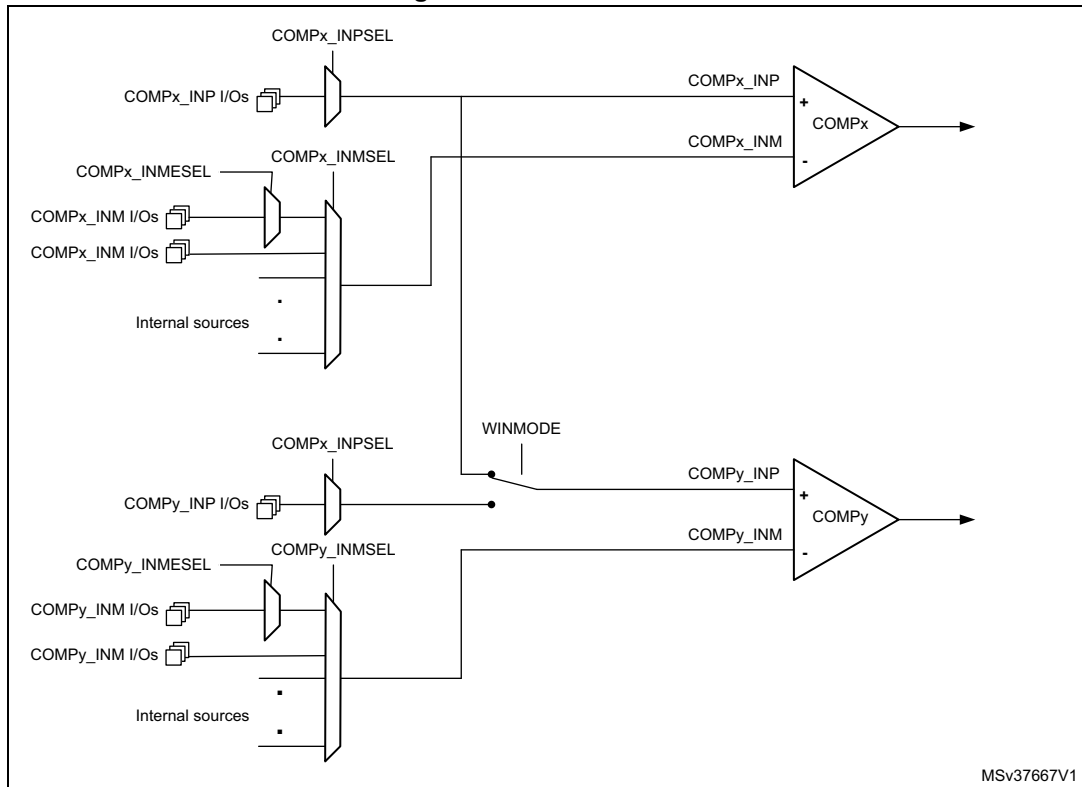 COMPx_INPSEL
COMPx_INP I/Os
COMPx_INP
+
COMPx
COMPx_INM
-
COMPx_INMSEL
COMPx_INMESEL
COMPx_INM I/Os
COMPx_INM I/Os
Internal sources
WINMODE
COMPx_INPSEL
COMPy_INP
COMPy_INP I/Os
+
COMPy
COMPy_INM
-
COMPy_INMSEL
COMPy_INMESEL
COMPy_INM I/Os
COMPy_INM I/Os
Internal sources
MSv37667V1